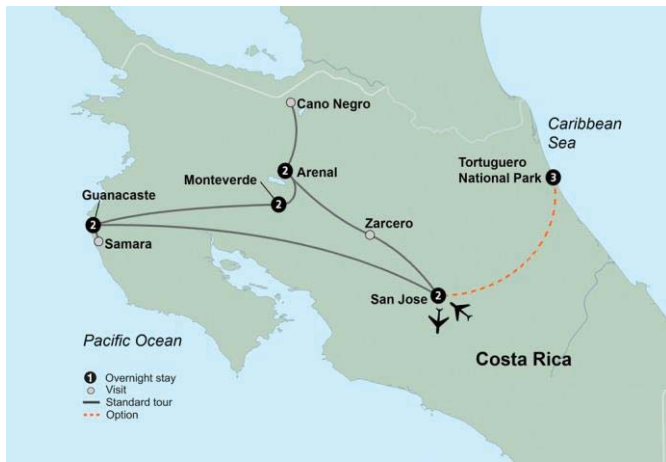 Cano Negro
Caribbean
Sea
2
Arenal
Tortuguero
National Park
3
Monteverde
2
Guanacaste
2
Samara
Zarcero
San Jose
2
Pacific Ocean
Costa Rica
1
Overnight stay
Visit
Standard tour
Option